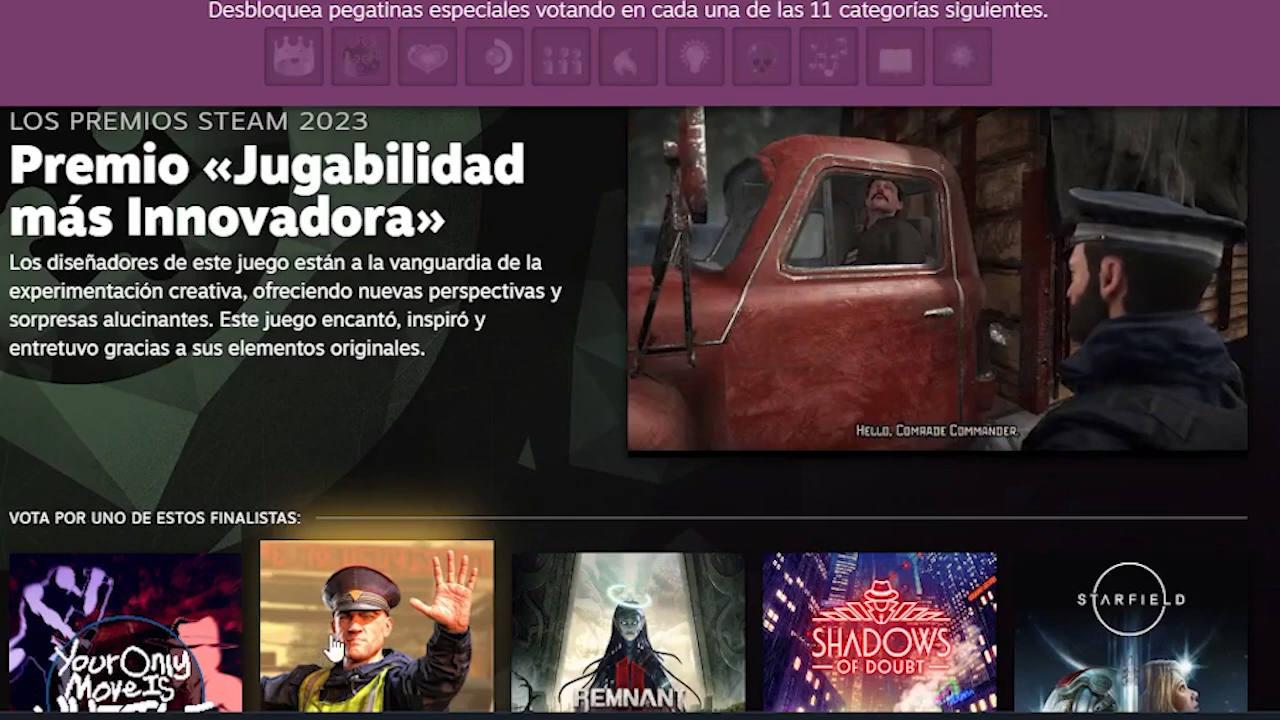 Desbloquea pegatinas especiales votando en cada una de las 11 categorías siguientes.
LOS PREMIOS STEAM 2023
Premio «Jugabilidad
más Innovadora»
Los diseñadores de este juego están a la vanguardia de la
experimentación creativa, ofreciendo nuevas perspectivas y
sorpresas alucinantes. Este juego encantó, inspiró y
entretuvo gracias a sus elementos originales.
HELLO, COMRADE COMMANDER.
VOTA POR UNO DE ESTOS FINALISTAS:
YOUR ONLY
MOVE IS
REMNANT
SHADOWS
OF DOUBT
STARFIELD